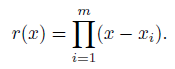 r(x) = ∏_{i=1}^{m} (x − x_i).